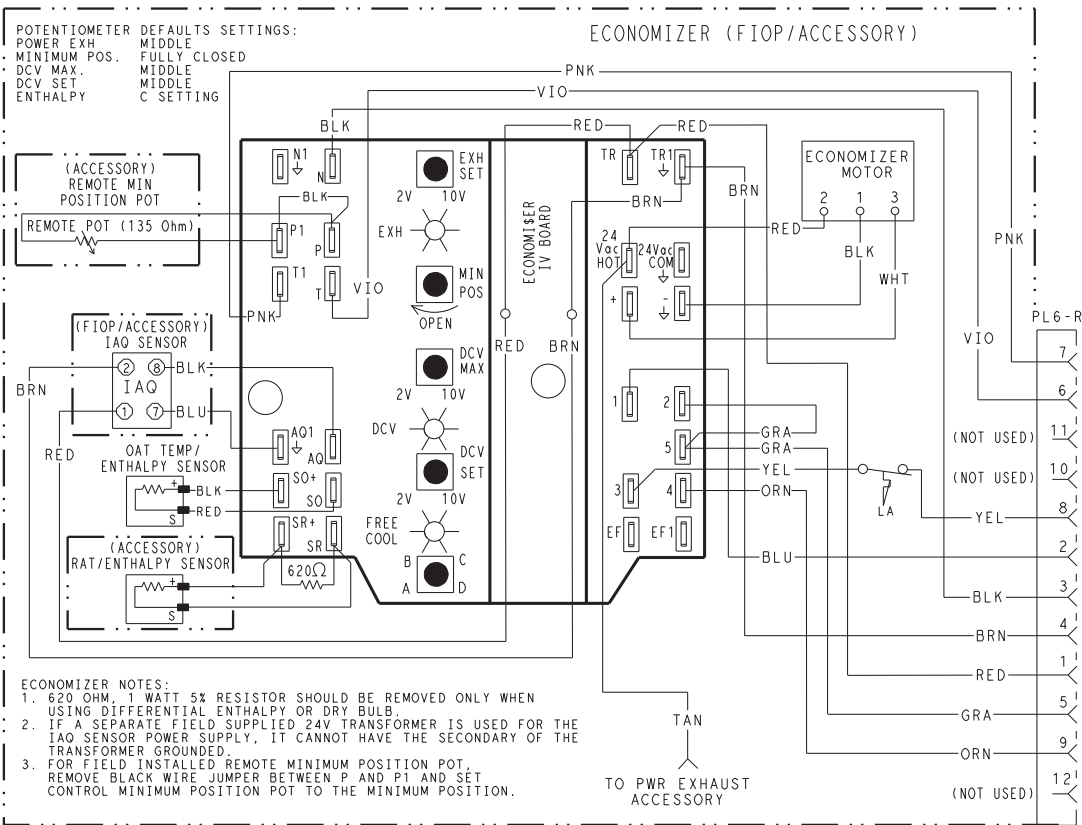 POTENTIOMETER DEFAULTS SETTINGS:
POWER EXH MIDDLE
MINIMUM POS. FULLY CLOSED
DCV MAX. MIDDLE
DCV SET MIDDLE
ENTHALPY C SETTING
ECONOMIZER (FIOP/ACCESSORY)
PNK
VIO
BLK
RED
RED
(ACCESSORY)
REMOTE MIN
POSITION POT
REMOTE POT (135 Ohm)
N1
N
BLK
P1
P
T1
T
VIO
PNK
EXH
SET
2V 10V
EXH
MIN
POS
OPEN
DCV
MAX
2V 10V
DCV
DCV
SET
2V 10V
FREE
COOL
B C
A D
ECONOMI$ER
IV BOARD
RED
BRN
TR
TR1
BRN
BRN
24
Vac
HOT
24Vac
COM
+
-
RED
ECONOMIZER
MOTOR
2 1 3
BLK
WHT
PNK
VIO
PL6-R
(FIOP/ACCESSORY)
IAQ SENSOR
2 8
IAQ
1 7
BLK
BLU
BRN
RED
OAT TEMP/
ENTHALPY SENSOR
+
S
BLK
RED
AQ1
AQ
SO+
SO
SR+
SR
620Ω
(ACCESSORY)
RAT/ENTHALPY SENSOR
+
S
1
2
5
3
4
EF
EF1
GRA
GRA
YEL
ORN
LA
BLU
7
6
(NOT USED) 11
(NOT USED) 10
YEL 8
2
BLK 3
BRN 4
RED 1
GRA 5
ORN 9
(NOT USED) 12
TAN
TO PWR EXHAUST
ACCESSORY
ECONOMIZER NOTES:
1. 620 OHM, 1 WATT 5% RESISTOR SHOULD BE REMOVED ONLY WHEN
USING DIFFERENTIAL ENTHALPY OR DRY BULB.
2. IF A SEPARATE FIELD SUPPLIED 24V TRANSFORMER IS USED FOR THE
IAQ SENSOR POWER SUPPLY, IT CANNOT HAVE THE SECONDARY OF THE
TRANSFORMER GROUNDED.
3. FOR FIELD INSTALLED REMOTE MINIMUM POSITION POT,
REMOVE BLACK WIRE JUMPER BETWEEN P AND P1 AND SET
CONTROL MINIMUM POSITION POT TO THE MINIMUM POSITION.